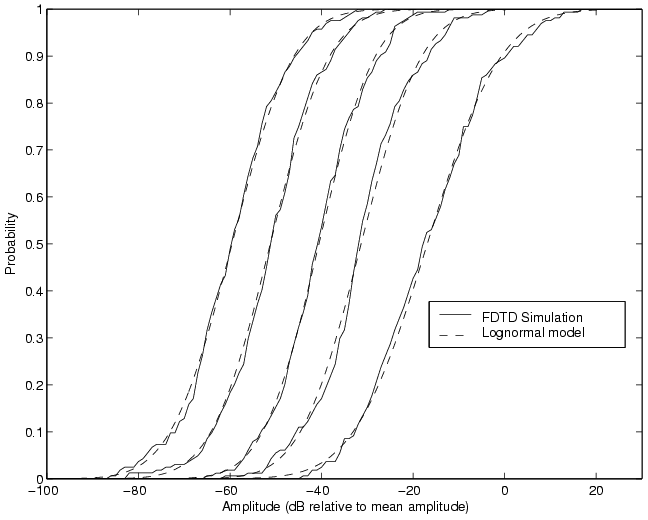 1
0.9
0.8
0.7
0.6
0.5
0.4
0.3
0.2
0.1
0
Probability
FDTD Simulation
Lognormal model
−100 −80 −60 −40 −20 0 20
Amplitude (dB relative to mean amplitude)